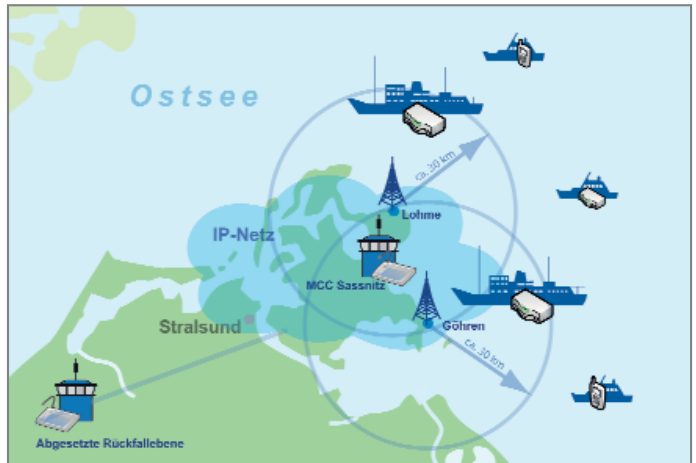 Ostsee
ca. 30 km
Lohme
IP-Netz
MCC Sassnitz
Stralsund
Göhren
ca. 30 km
Abgesetzte Rückfallebene